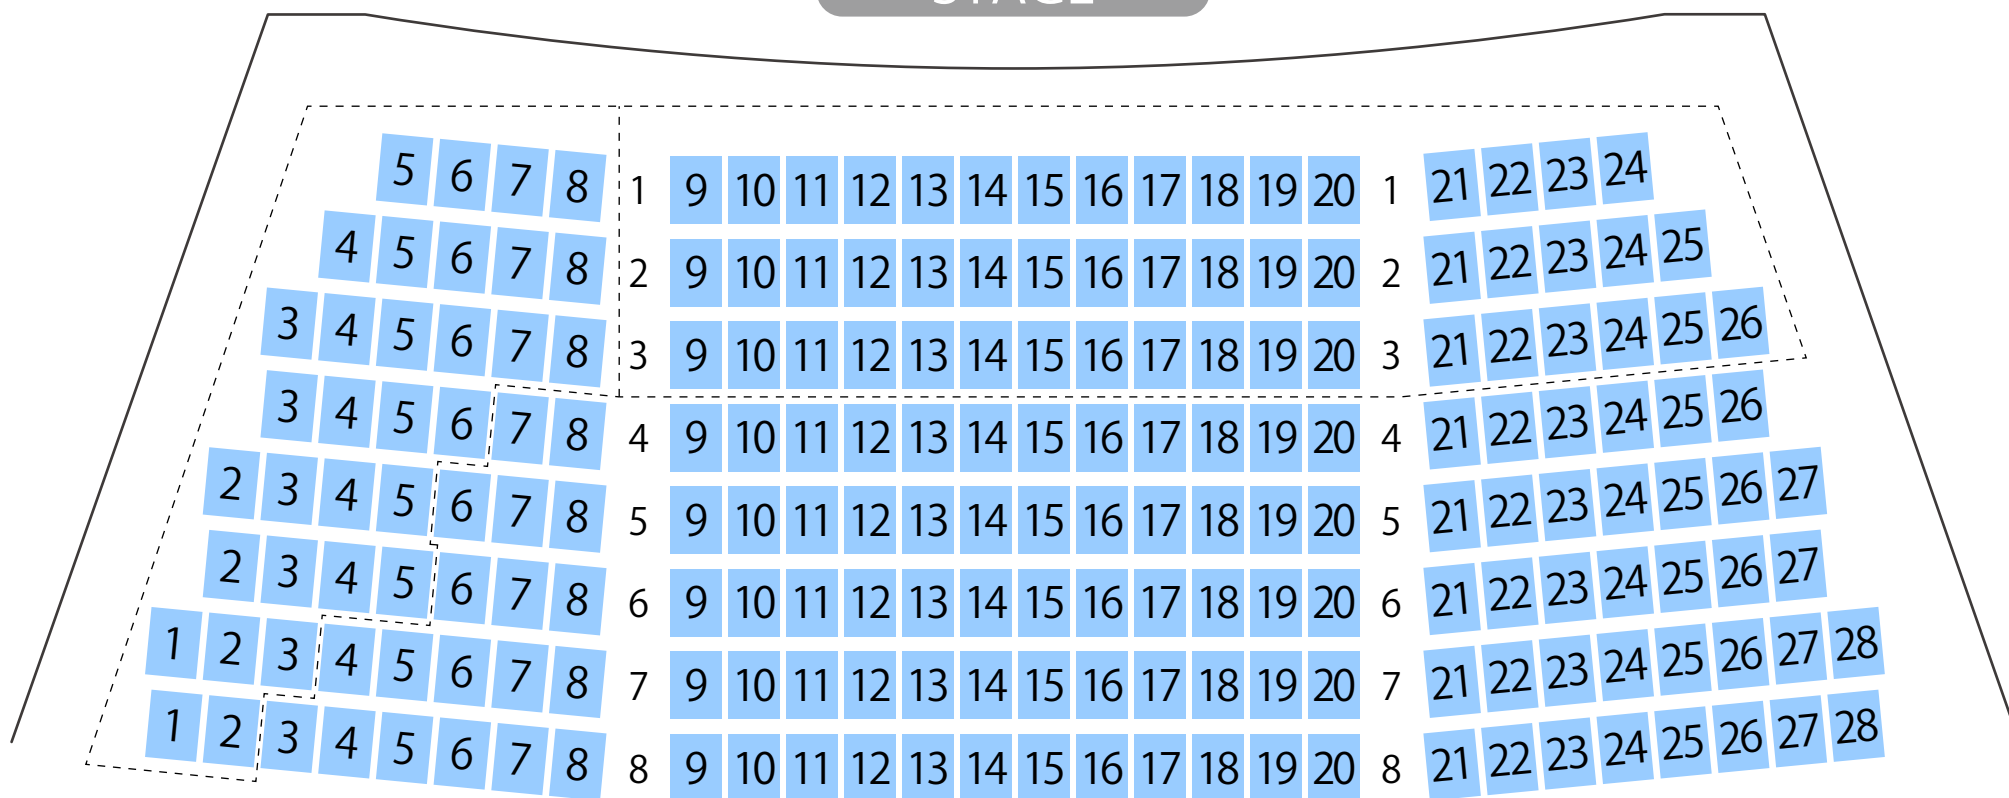 STAGE
5 6 7 8 1 9 10 11 12 13 14 15 16 17 18 19 20 1 21 22 23 24
4 5 6 7 8 2 9 10 11 12 13 14 15 16 17 18 19 20 2 21 22 23 24 25
3 4 5 6 7 8 3 9 10 11 12 13 14 15 16 17 18 19 20 3 21 22 23 24 25 26
3 4 5 6 7 8 4 9 10 11 12 13 14 15 16 17 18 19 20 4 21 22 23 24 25 26
2 3 4 5 6 7 8 5 9 10 11 12 13 14 15 16 17 18 19 20 5 21 22 23 24 25 26 27
2 3 4 5 6 7 8 6 9 10 11 12 13 14 15 16 17 18 19 20 6 21 22 23 24 25 26 27
1 2 3 4 5 6 7 8 7 9 10 11 12 13 14 15 16 17 18 19 20 7 21 22 23 24 25 26 27 28
1 2 3 4 5 6 7 8 8 9 10 11 12 13 14 15 16 17 18 19 20 8 21 22 23 24 25 26 27 28